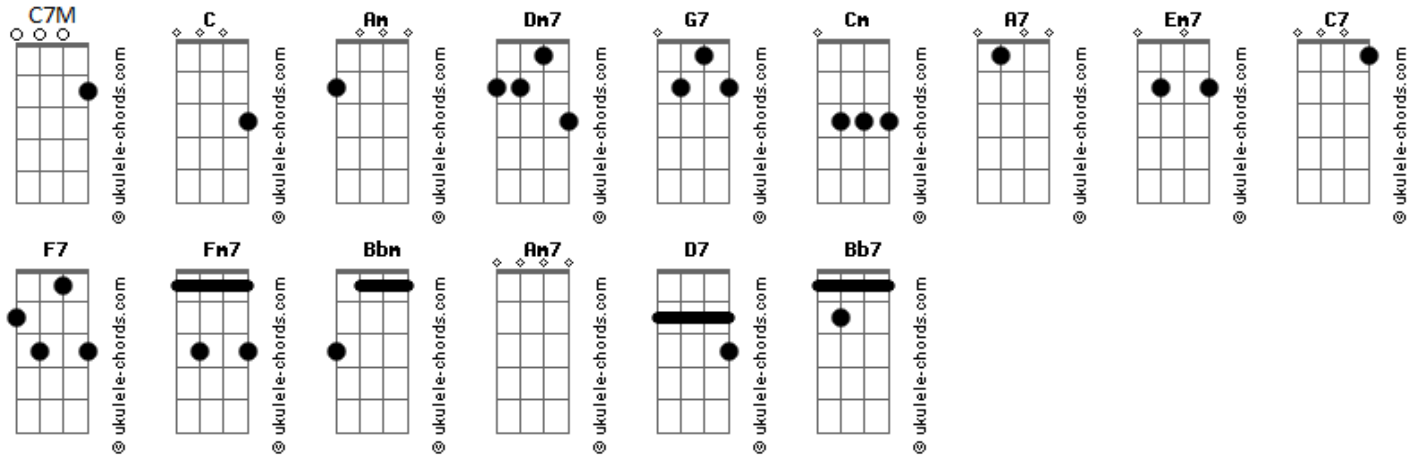 C7M C Am Dm7 G7 Cm A7 Em7 C7
© ukulele-chords.com © ukulele-chords.com © ukulele-chords.com © ukulele-chords.com © ukulele-chords.com © ukulele-chords.com © ukulele-chords.com © ukulele-chords.com © ukulele-chords.com
F7 Fm7 Bbm Am7 D7 Bb7
© ukulele-chords.com © ukulele-chords.com © ukulele-chords.com © ukulele-chords.com © ukulele-chords.com © ukulele-chords.com